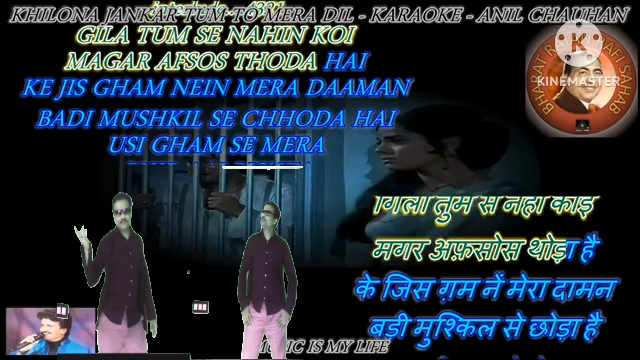 KHILONA JANKAR TUM TO MERA DIL - KARAOKE - ANIL CHAUHAN
GILA TUM SE NAHIN KOI
MAGAR AFSOS THODA HAI
KE JIS GHAM NEIN MERA DAAMAN
BADI MUSHKIL SE CHHODA HAI
USI GHAM SE MERA
K
KINEMASTER
गिला तुम से नहीं कोई
मगर अफ़सोस थोड़ा है
के जिस ग़म नें मेरा दामन
बड़ी मुश्किल से छोड़ा है
MUSIC IS MY LIFE